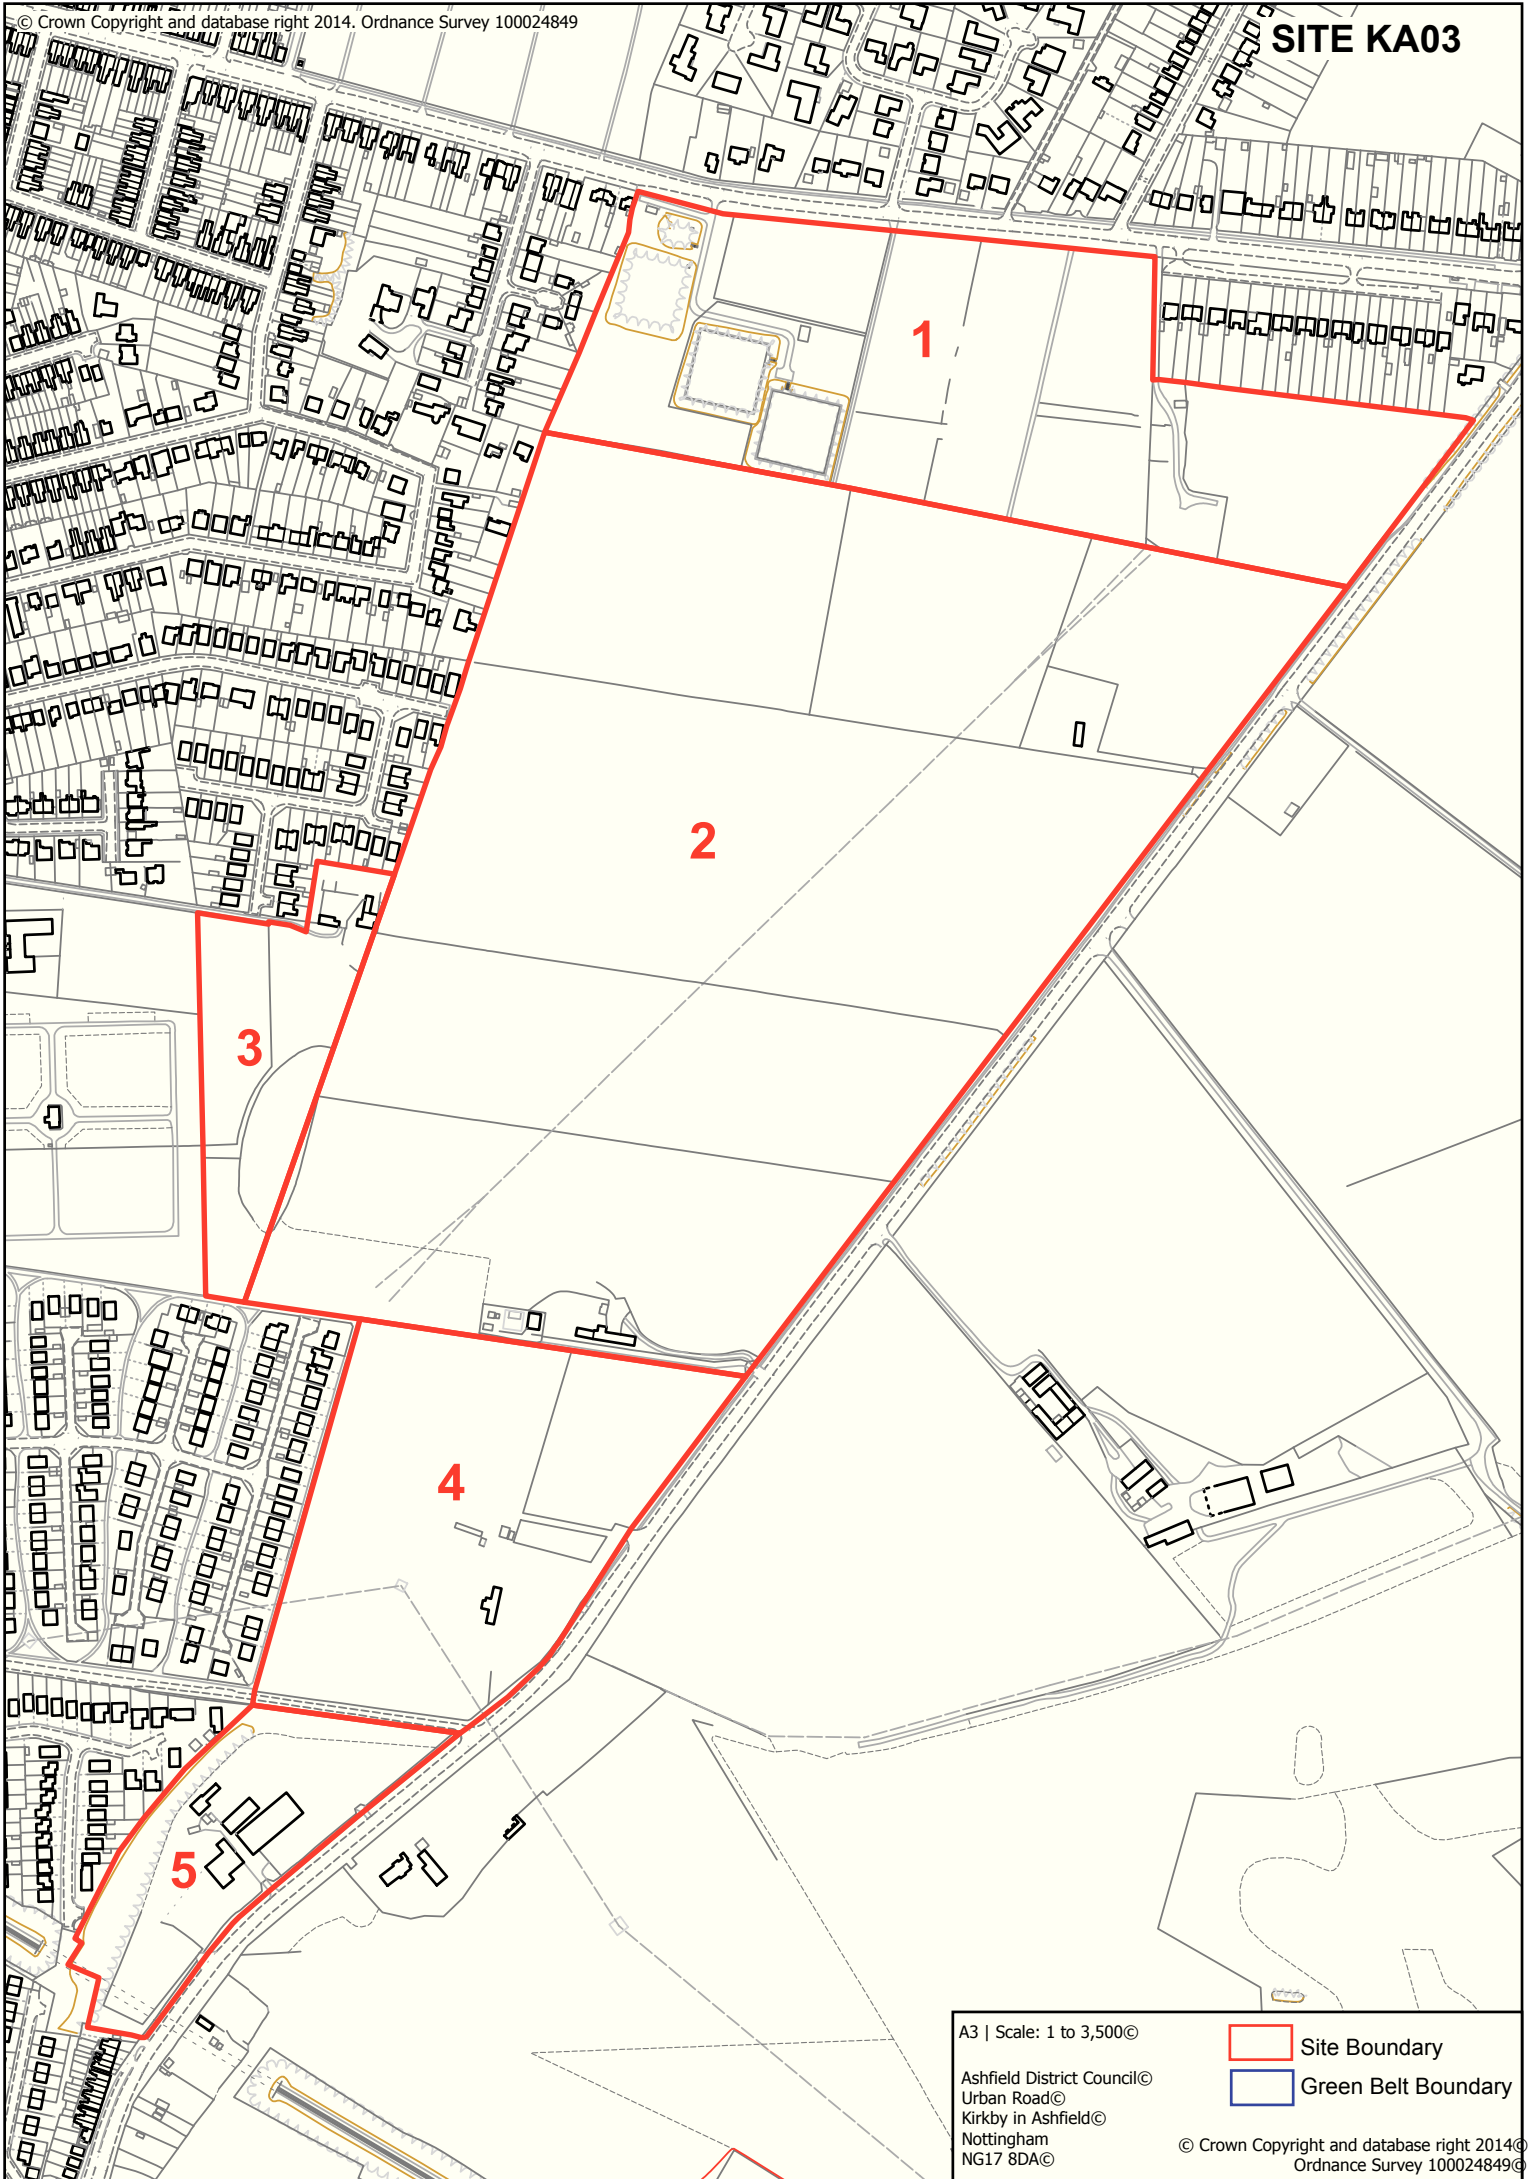 © Crown Copyright and database right 2014. Ordnance Survey 100024849
SITE KA03
1
2
3
4
5
A3 | Scale: 1 to 3,500©
Ashfield District Council©
Urban Road©
Kirkby in Ashfield©
Nottingham
NG17 8DA©
Site Boundary
Green Belt Boundary
© Crown Copyright and database right 2014©
Ordnance Survey 100024849©